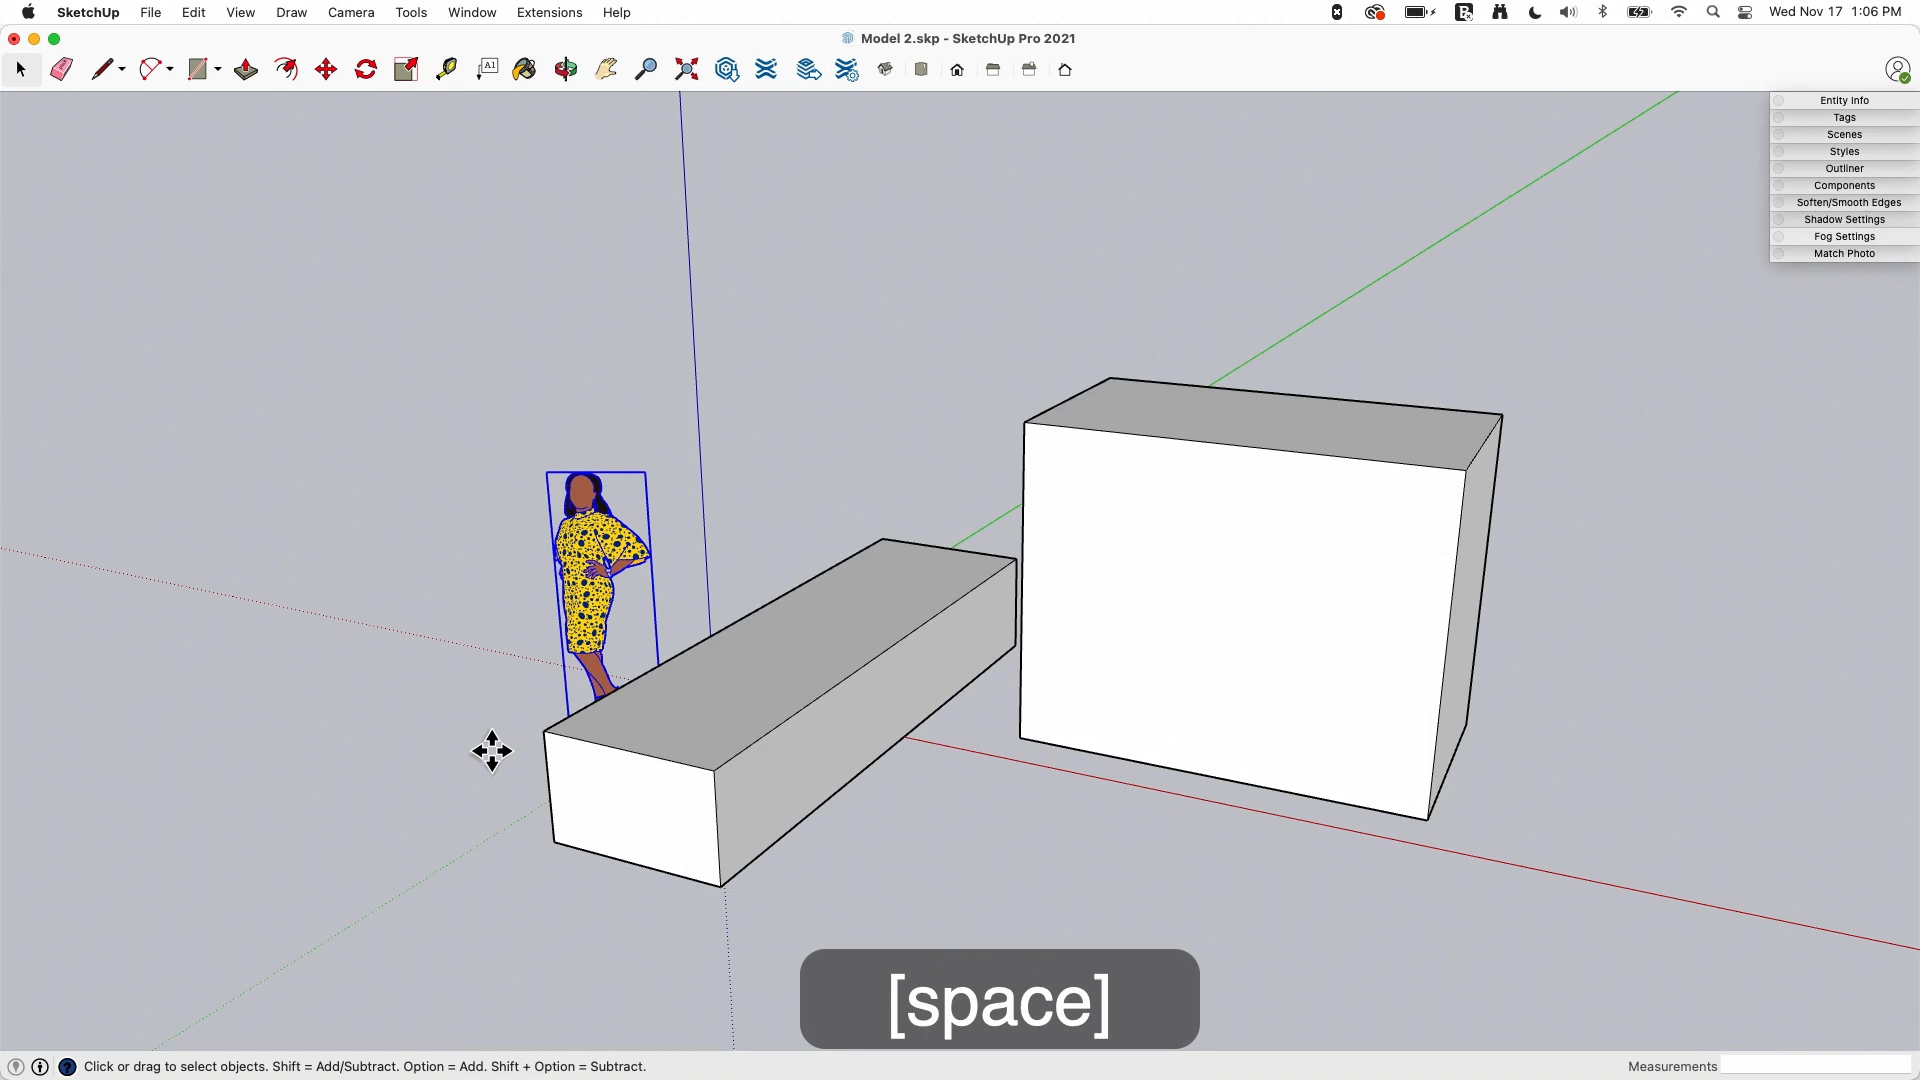 SketchUp File Edit View Draw Camera Tools Window Extensions Help
Wed Nov 17 1:06 PM
Model 2.skp - SketchUp Pro 2021
A1
Entity Info
Tags
Scenes
Styles
Outliner
Components
Soften/Smooth Edges
Shadow Settings
Fog Settings
Match Photo
[space]
Click or drag to select objects. Shift = Add/Subtract. Option = Add. Shift + Option = Subtract.
Measurements